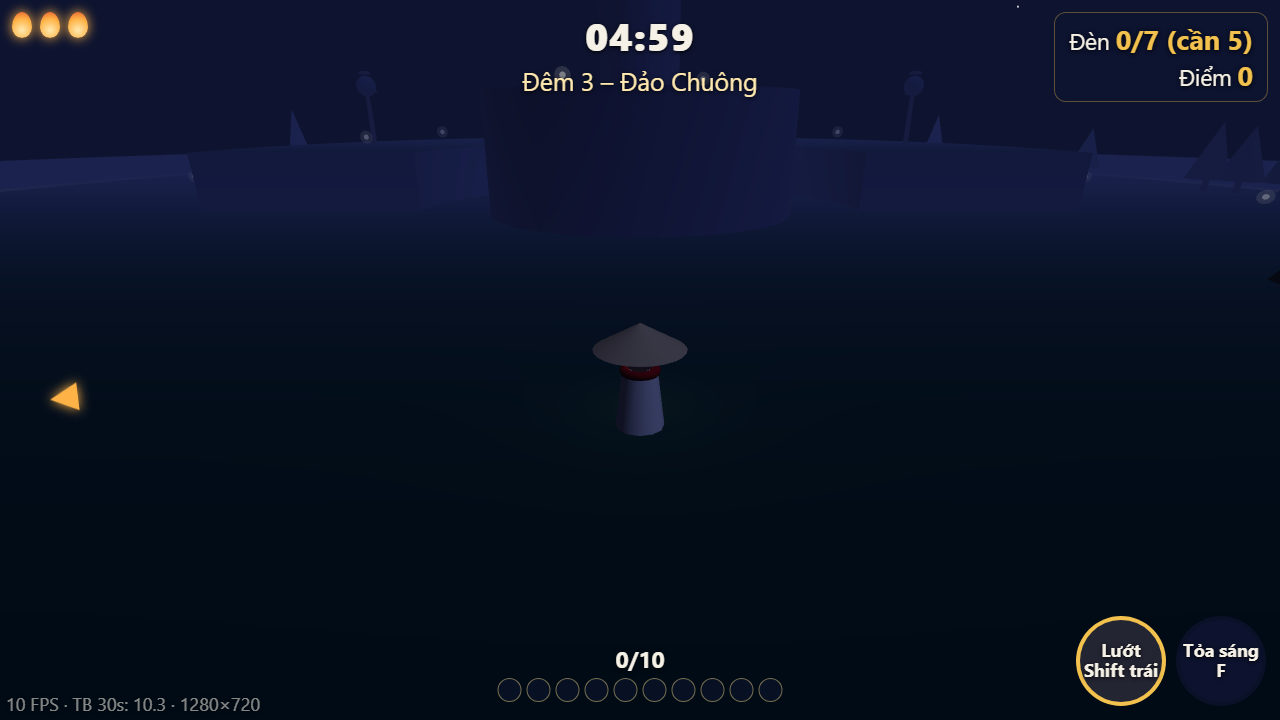 04:59
Đêm 3 – Đảo Chuông
Đèn 0/7 (cần 5)
Điểm 0
0/10
Lướt
Shift trái
Tỏa sáng
F
10 FPS · TB 30s: 10.3 · 1280×720